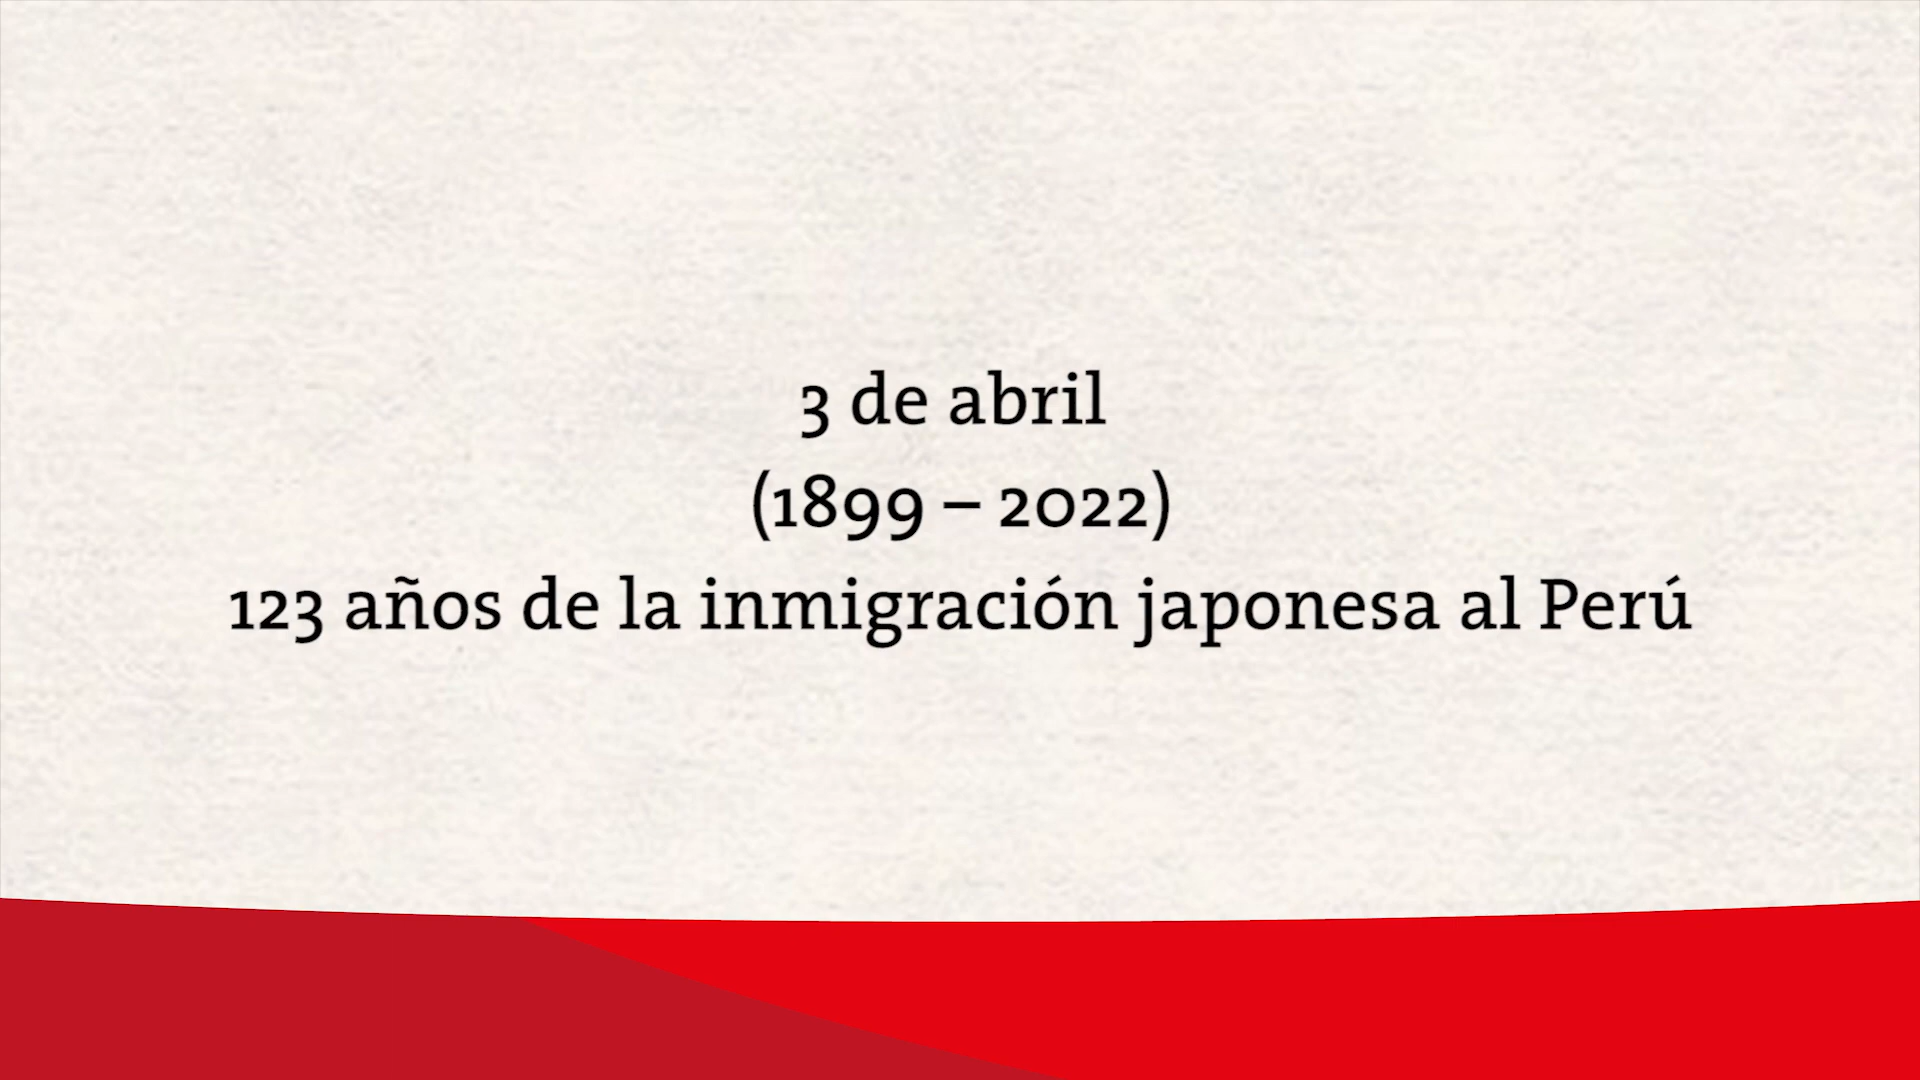 3 de abril
(1899 – 2022)
123 años de la inmigración japonesa al Perú